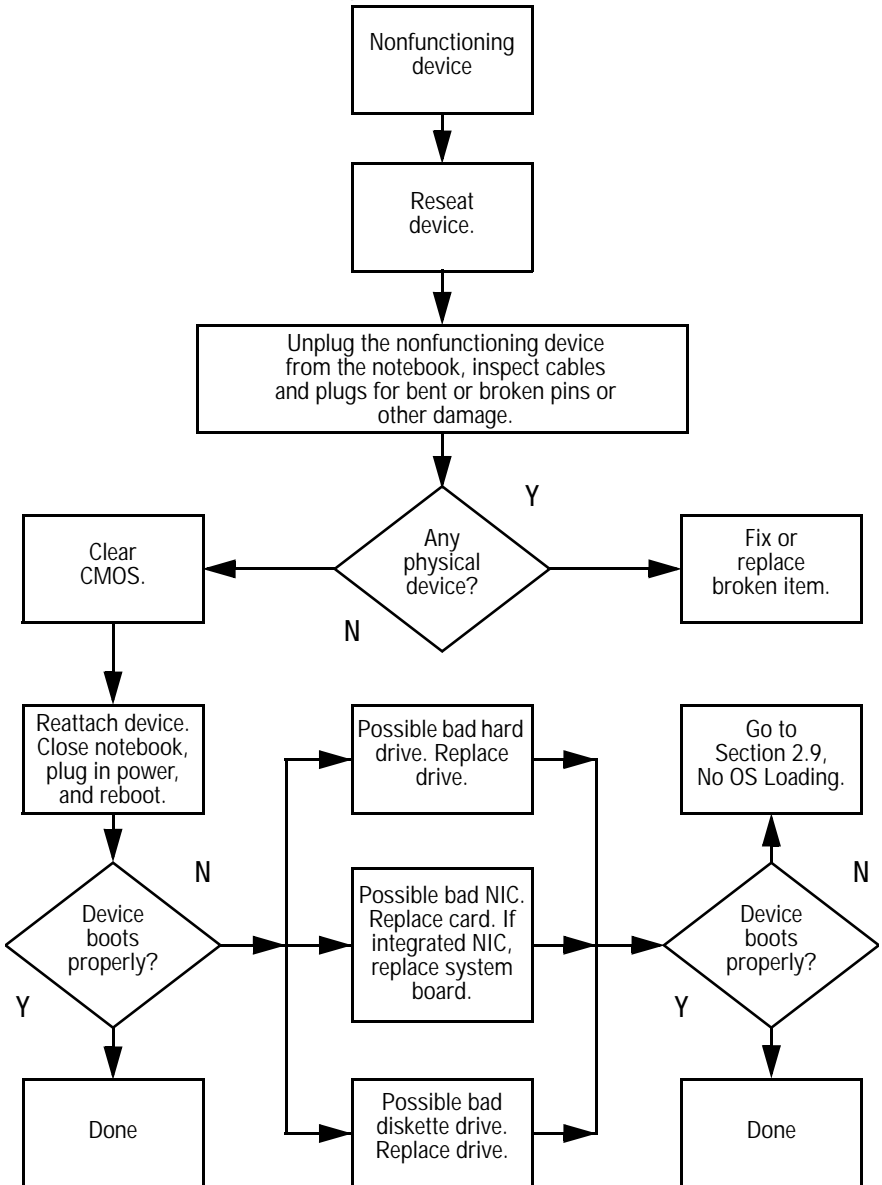 Nonfunctioning
device
Reseat
device.
Unplug the nonfunctioning device
from the notebook, inspect cables
and plugs for bent or broken pins or
other damage.
Y
Any
physical
device?
N
Clear
CMOS.
Fix or
replace
broken item.
Reattach device.
Close notebook,
plug in power,
and reboot.
Possible bad hard
drive. Replace
drive.
Go to
Section 2.9,
No OS Loading.
N
Device
boots
properly?
Y
Possible bad NIC.
Replace card. If
integrated NIC,
replace system
board.
N
Device
boots
properly?
Y
Done
Possible bad
diskette drive.
Replace drive.
Done